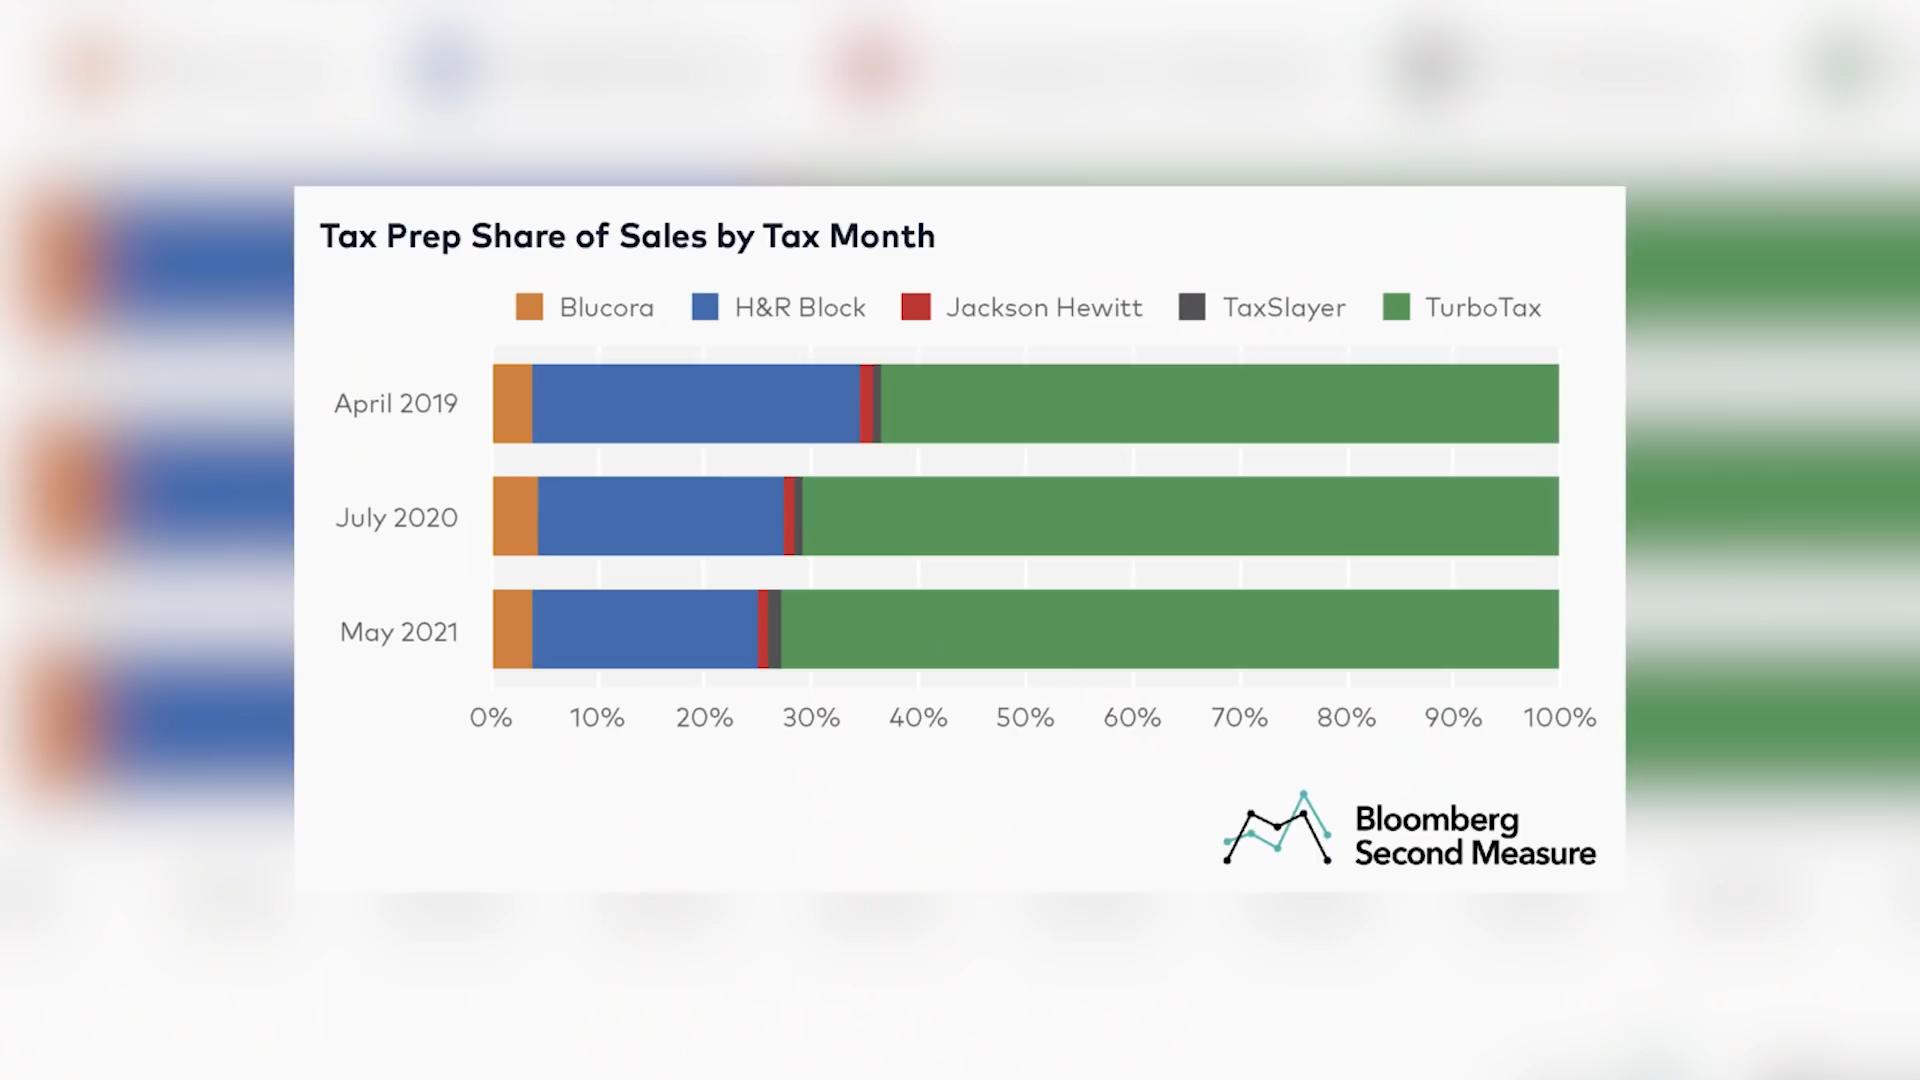 Tax Prep Share of Sales by Tax Month
Blucora H&R Block Jackson Hewitt TaxSlayer TurboTax
April 2019
July 2020
May 2021
0% 10% 20% 30% 40% 50% 60% 70% 80% 90% 100%
Bloomberg
Second Measure